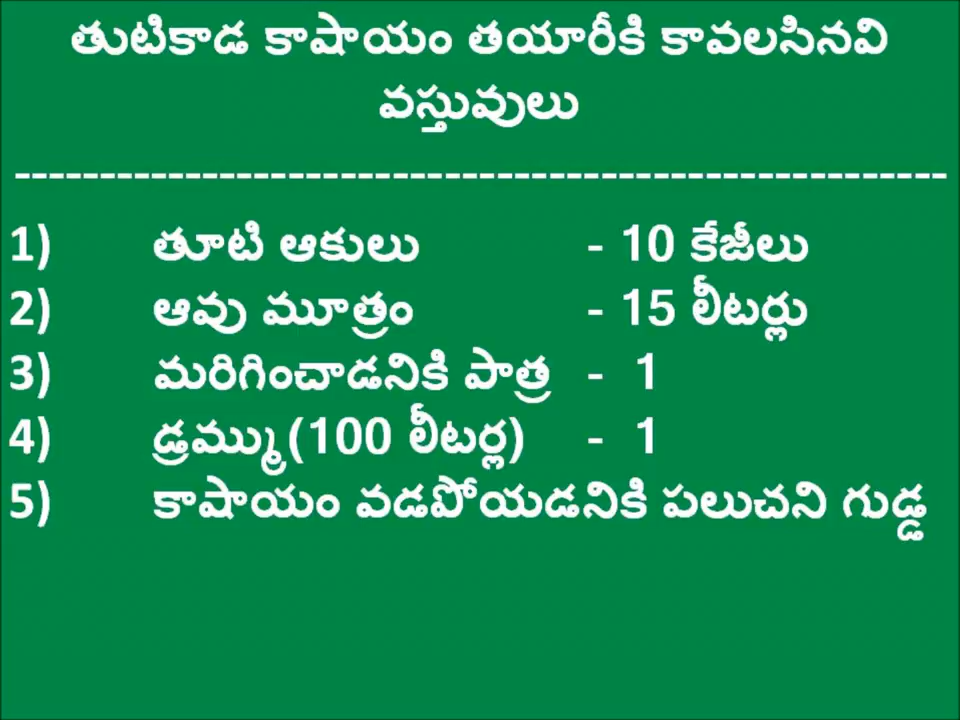 తుటికాడ కాషాయం తయారీకి కావలసినవి
వస్తువులు
-------------------------------------------------------
1) తూటి ఆకులు - 10 కేజీలు
2) ఆవు మూత్రం - 15 లీటర్లు
3) మరిగించాడనికి పాత్ర - 1
4) డ్రమ్ము(100 లీటర్ల) - 1
5) కాషాయం వడపోయడనికి పలుచని గుడ్డ